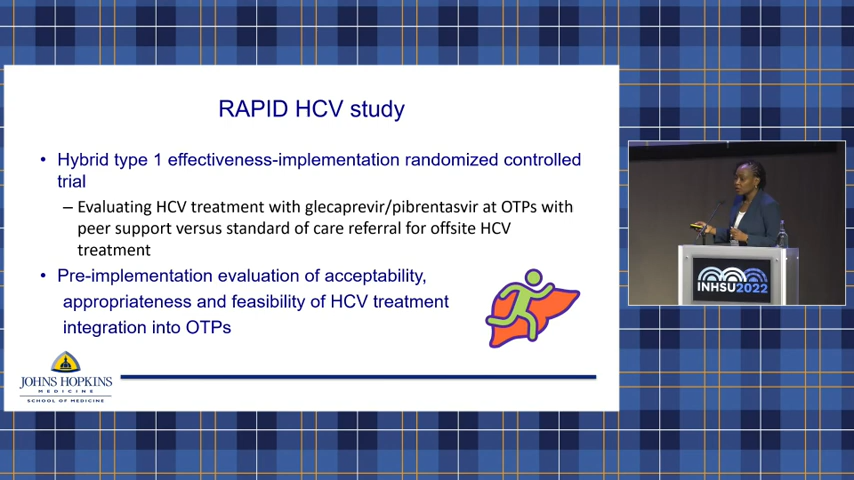 RAPID HCV study
• Hybrid type 1 effectiveness-implementation randomized controlled
trial
– Evaluating HCV treatment with glecaprevir/pibrentasvir at OTPs with
peer support versus standard of care referral for offsite HCV
treatment
• Pre-implementation evaluation of acceptability,
appropriateness and feasibility of HCV treatment
integration into OTPs
JOHNS HOPKINS
MEDICINE
SCHOOL OF MEDICINE
INHSU2022